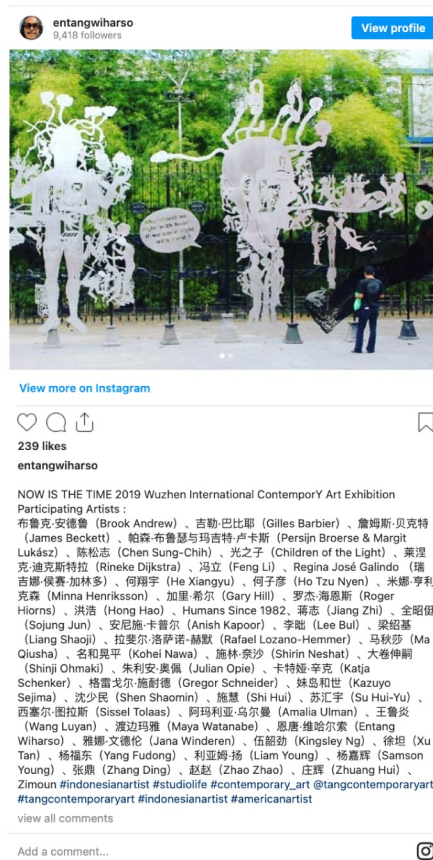 entangwiharso
9,418 followers
View profile
View more on Instagram
239 likes
entangwiharso
NOW IS THE TIME 2019 Wuzhen International ContemporY Art Exhibition
Participating Artists :
布鲁克·安德鲁（Brook Andrew）、吉勒·巴比耶（Gilles Barbier）、詹姆斯·贝克特
（James Beckett）、帕森·布鲁瑟与玛吉特·卢卡斯（Persijn Broerse & Margit
Lukász）、陈松志（Chen Sung-Chih）、光之子（Children of the Light）、莱涅
克·迪克斯特拉（Rineke Dijkstra）、冯立（Feng Li）、Regina José Galindo （瑞
吉娜·侯赛·加林多）、何翔宇（He Xiangyu）、何子彦（Ho Tzu Nyen）、米娜·亨利
克森（Minna Henriksson）、加里·希尔（Gary Hill）、罗杰·海恩斯（Roger
Hiorns）、洪浩（Hong Hao）、Humans Since 1982、蒋志（Jiang Zhi）、全昭侹
（Sojung Jun）、安尼施·卡普尔（Anish Kapoor）、李昢（Lee Bul）、梁绍基
（Liang Shaoji）、拉斐尔·洛萨诺-赫默（Rafael Lozano-Hemmer）、马秋莎（Ma
Qiusha）、名和晃平（Kohei Nawa）、施林·奈沙（Shirin Neshat）、大卷伸嗣
（Shinji Ohmaki）、朱利安·奥佩（Julian Opie）、卡特娅·辛克（Katja
Schenker）、格雷戈尔·施耐德（Gregor Schneider）、妹岛和世（Kazuyo
Sejima）、沈少民（Shen Shaomin）、施慧（Shi Hui）、苏汇宇（Su Hui-Yu）、
西塞尔·图拉斯（Sissel Tolaas）、阿玛利亚·乌尔曼（Amalia Ulman）、王鲁炎
（Wang Luyan）、渡边玛雅（Maya Watanabe）、恩唐·维哈尔索（Entang
Wiharso）、雅娜·文德伦（Jana Winderen）、伍韶劲（Kingsley Ng）、徐坦（Xu
Tan）、杨福东（Yang Fudong）、利亚姆·扬（Liam Young）、杨嘉辉（Samson
Young）、张鼎（Zhang Ding）、赵赵（Zhao Zhao）、庄辉（Zhuang Hui）、
Zimoun #indonesianartist #studiolife #contemporary_art @tangcontemporaryart
#tangcontemporaryart #indonesianartist #americanartist
view all comments
Add a comment...